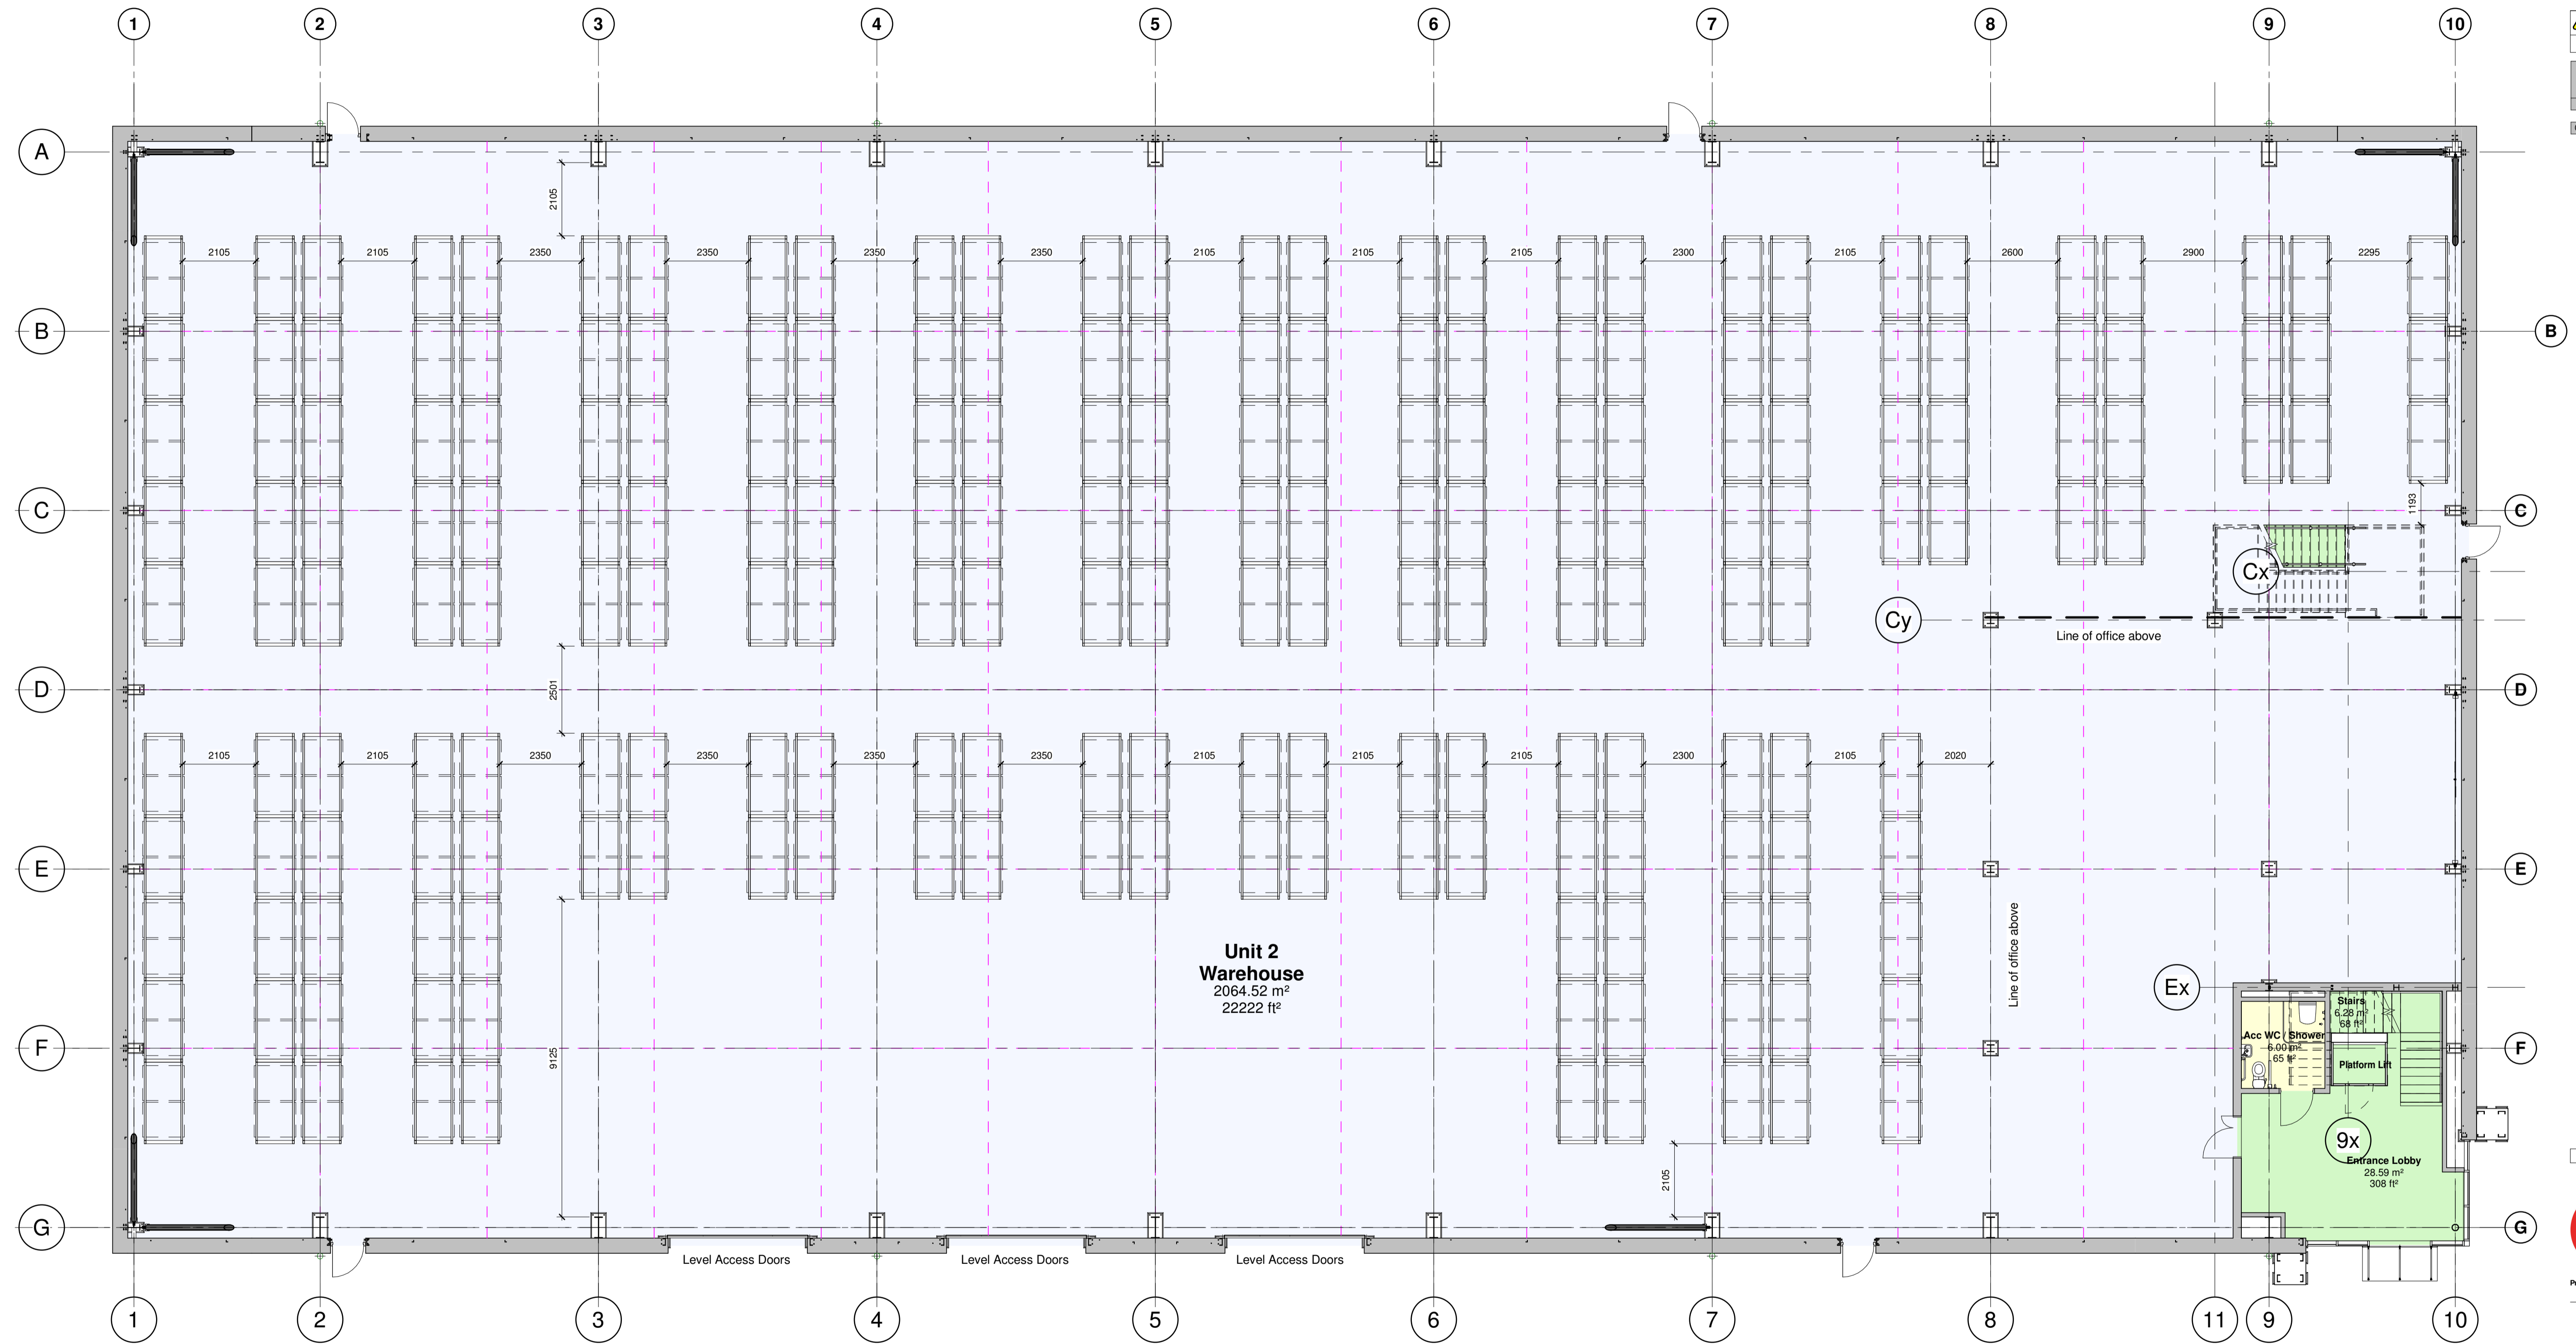 1 2 3 4 5 6 7 8 9 10
A
2105
2105 2105 2350 2350 2350 2350 2105 2105 2105 2300 2105 2600 2900 2295
B B
C C
1193
Cx
Cy
Line of office above
D D
2501
2105 2105 2350 2350 2350 2350 2105 2105 2105 2300 2105 2020
E E
Line of office above
Unit 2
Warehouse
2064.52 m²
22222 ft²
Ex
Stairs
6.28 m²
68 ft²
Acc WC / Shower
6.00 m²
65 ft²
Platform Lift
F F
9125
9x
Entrance Lobby
28.59 m²
308 ft²
2105
G G
Level Access Doors Level Access Doors Level Access Doors
1 2 3 4 5 6 7 8 11 9 10